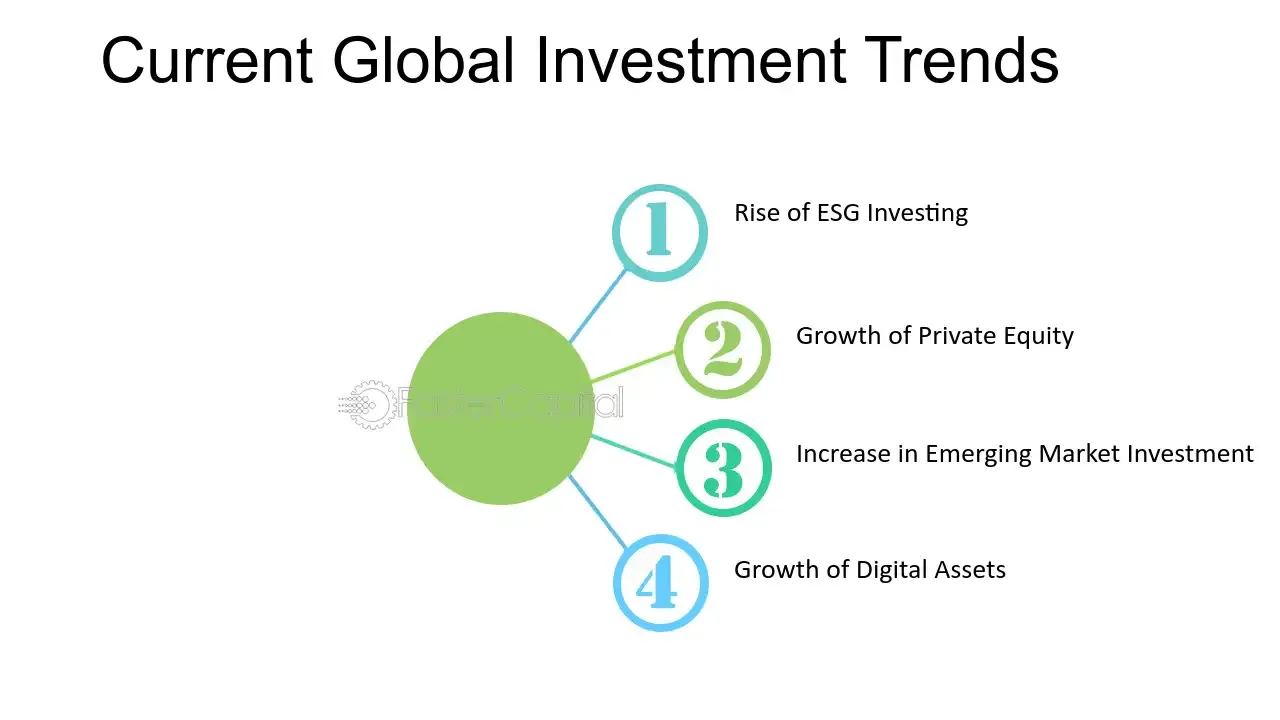 Current Global Investment Trends
1
Rise of ESG Investing
2
Growth of Private Equity
FasterCapital
3
Increase in Emerging Market Investment
4
Growth of Digital Assets